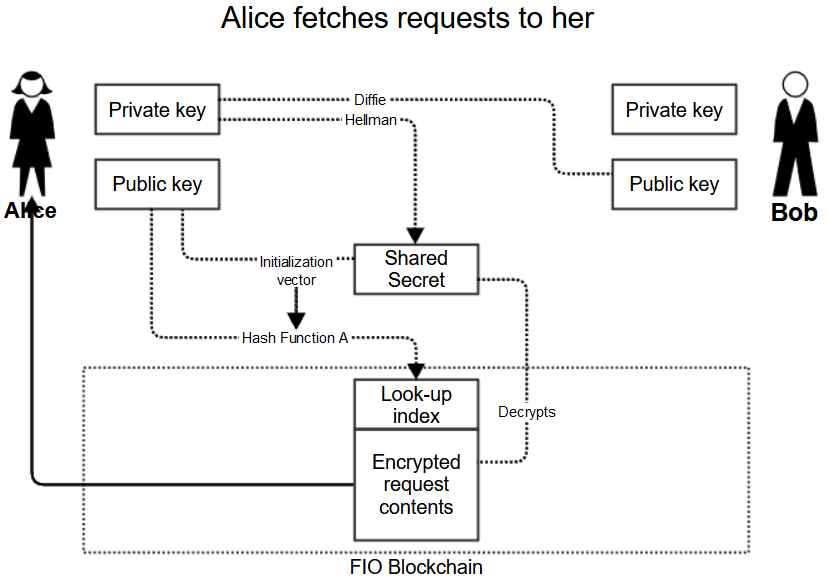 Alice fetches requests to her
Private key
Diffie
Hellman
Private key
Public key
Public key
Alice
Bob
Initialization
vector
Shared
Secret
Hash Function A
Look-up
index
Decrypts
Encrypted
request
contents
FIO Blockchain